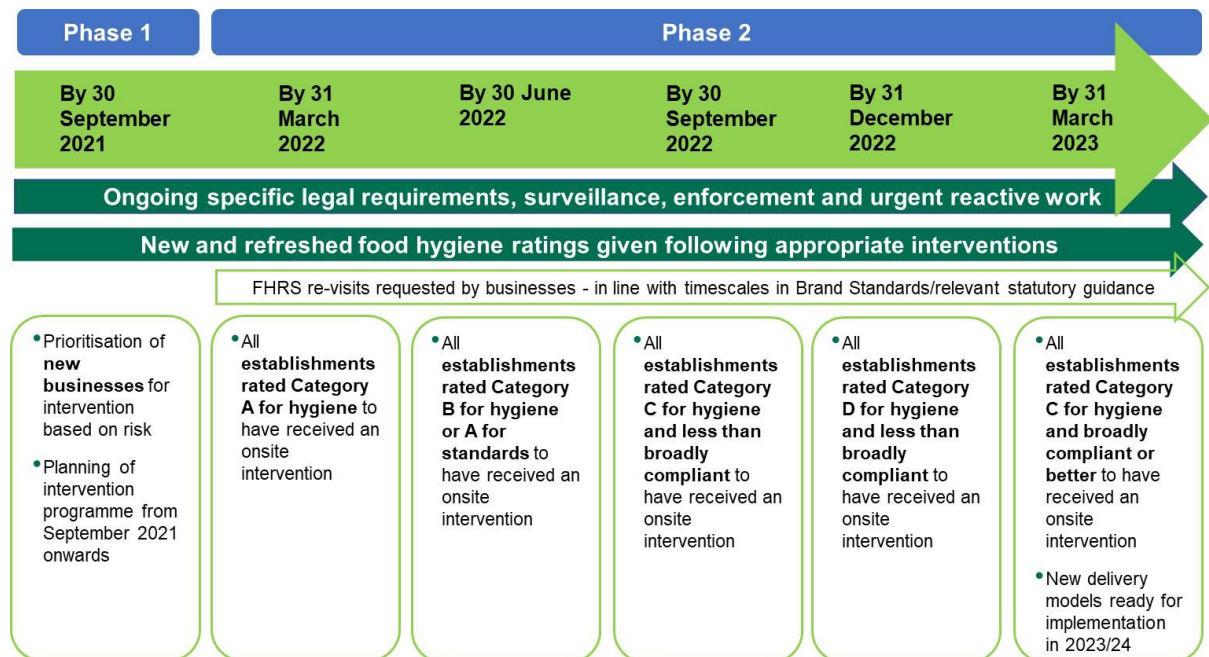 Phase 1
Phase 2
By 30
September
2021
By 31
March
2022
By 30 June
2022
By 30
September
2022
By 31
December
2022
By 31
March
2023
Ongoing specific legal requirements, surveillance, enforcement and urgent reactive work
New and refreshed food hygiene ratings given following appropriate interventions
FHRS re-visits requested by businesses - in line with timescales in Brand Standards/relevant statutory guidance
•Prioritisation of
new
businesses for
intervention
based on risk
•Planning of
intervention
programme from
September 2021
onwards
•All
establishments
rated Category
A for hygiene to
have received an
onsite
intervention
•All
establishments
rated Category
B for hygiene
or A for
standards to
have received an
onsite
intervention
•All
establishments
rated Category
C for hygiene
and less than
broadly
compliant to
have received an
onsite
intervention
•All
establishments
rated Category
D for hygiene
and less than
broadly
compliant to
have received an
onsite
intervention
•All
establishments
rated Category
C for hygiene
and broadly
compliant or
better to have
received an
onsite
intervention
•New delivery
models ready for
implementation
in 2023/24